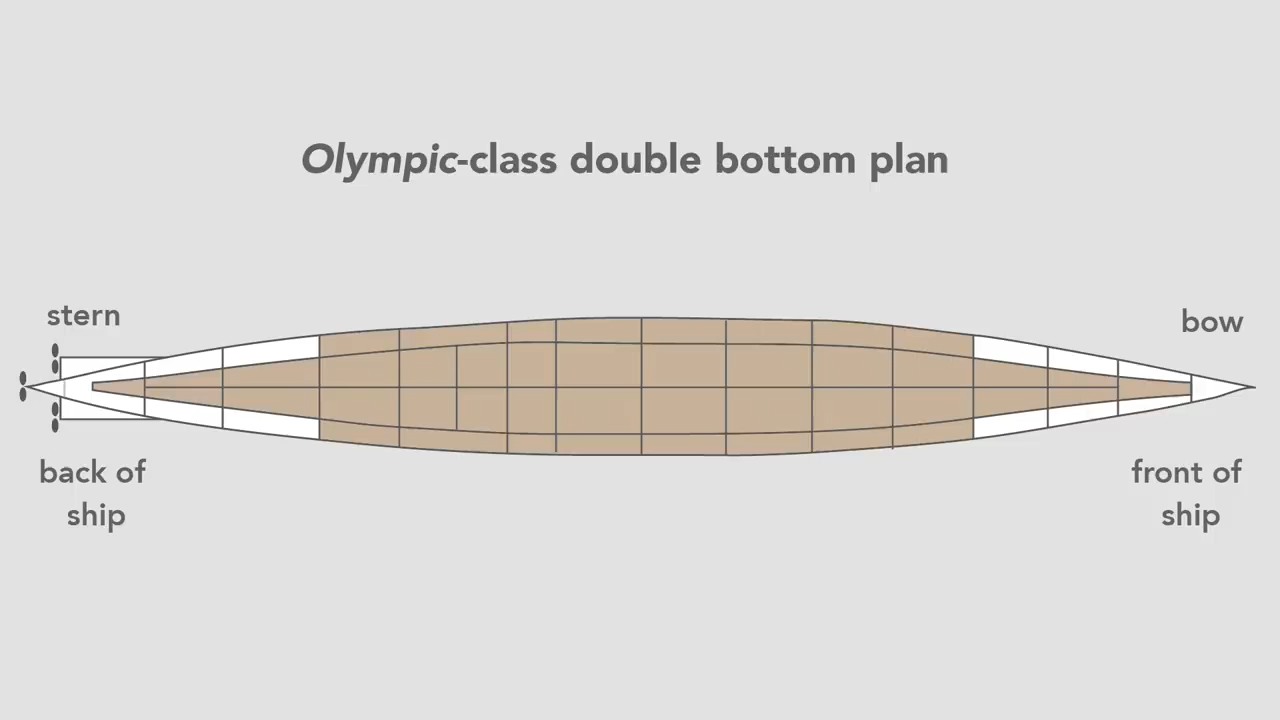 Olympic-class double bottom plan
stern
bow
back of
ship
front of
ship